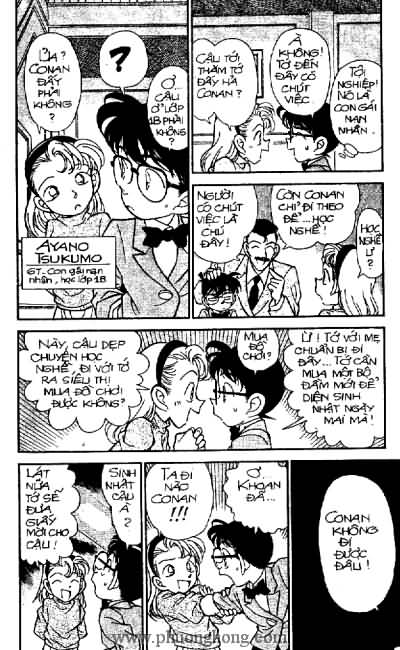 TỘI
NGHIỆP!
NÓ LÀ
CON GÁI
NẠN
NHÂN.
À
KHÔNG!
TỚ ĐẾN
ĐÂY CÓ
CHÚT
VIỆC.
CẬU TỚI
THĂM TỚ
ĐẤY HẢ
CONAN?
Ơ..
CẬU
Ở LỚP
1B PHẢI
KHÔNG?
?
ỦA?
CONAN
ĐÂY
PHẢI
KHÔNG?
AYANO
TSUKUMO
6T. Con gái nạn
nhân, học lớp 1B
HỌC
NGHỀ
Ư?
CÒN CONAN
CHỈ ĐI THEO
ĐỂ...HỌC
NGHỀ!
NGƯỜI
CÓ CHÚT
VIỆC LÀ
CHÚ
ĐÂY!
Ừ! TỚ VỚI MẸ
CHUẨN BỊ ĐI
ĐÂY... TỚ CẦN
MUA MỘT BỘ
ĐẦM MỚI ĐỂ
DIỆN SINH
NHẬT NGÀY
MAI MÀ!
MUA
ĐỒ
CHƠI?
NÀY, CẬU DẸP
CHUYỆN HỌC
NGHỀ, ĐI VỚI TỚ
RA SIÊU THỊ
MUA ĐỒ CHƠI
ĐƯỢC KHÔNG?
CONAN
KHÔNG
ĐI
ĐƯỢC
ĐÂU!
Ơ..
KHOAN
ĐÃ...
TA ĐI
NÀO
CONAN
!!!
SINH
NHẬT
CẬU
À?
LÁT
NỮA
TỚ SẼ
ĐƯA
GIẤY
MỜI CHO
CẬU!
www.phuongkong.com